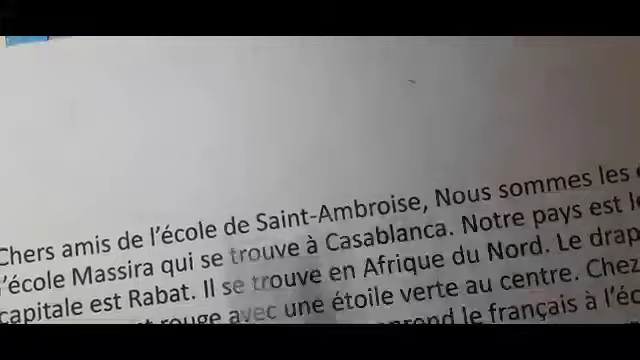 Chers amis de l'école de Saint-Ambroise, Nous sommes les
l'école Massira qui se trouve à Casablanca. Notre pays est
capitale est Rabat. Il se trouve en Afrique du Nord. Le
rouge avec une étoile verte au centre. Chez
le français à